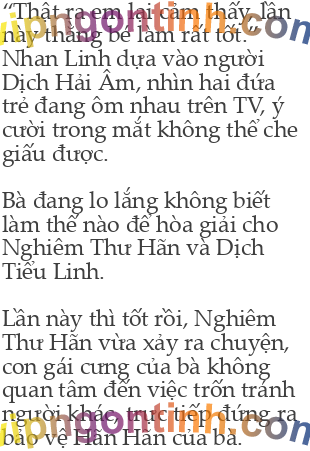 “Thật ra em lại cảm thấy, lần
này thằng bé làm rất tốt.”
Nhan Linh dựa vào người
Dịch Hải Âm, nhìn hai đứa
trẻ đang ôm nhau trên TV, ý
cười trong mắt không thể che
giấu được.
Bà đang lo lắng không biết
làm thế nào để hòa giải cho
Nghiêm Thư Hãn và Dịch
Tiểu Linh.
Lần này thì tốt rồi, Nghiêm
Thư Hãn vừa xảy ra chuyện,
con gái cưng của bà không
quan tâm đến việc trốn tránh
người khác, trực tiếp đứng ra
bảo vệ Hãn Hãn của bà.
vipngontinh.com
vipngontinh.com